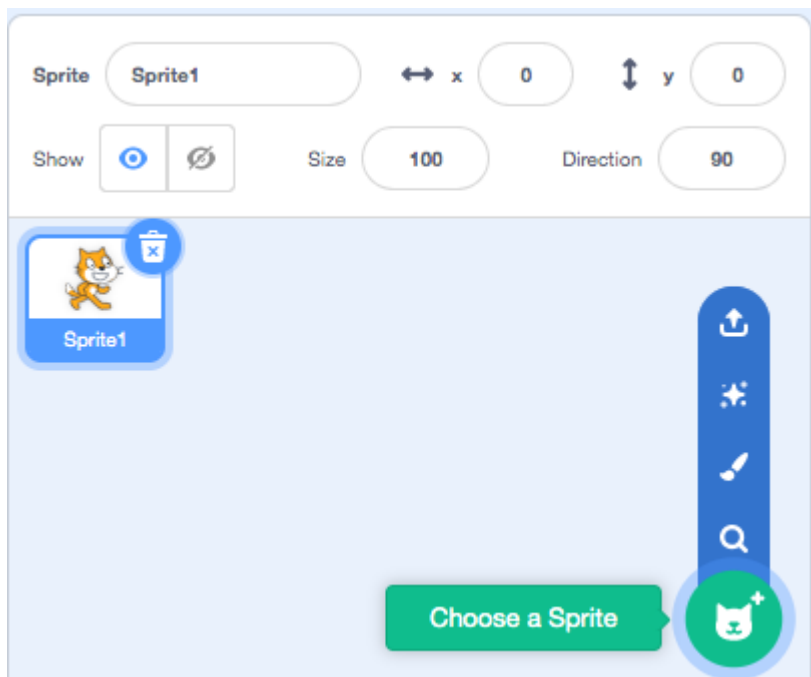 Sprite Sprite1 x 0 y 0
Show Size 100 Direction 90
Sprite1
Choose a Sprite